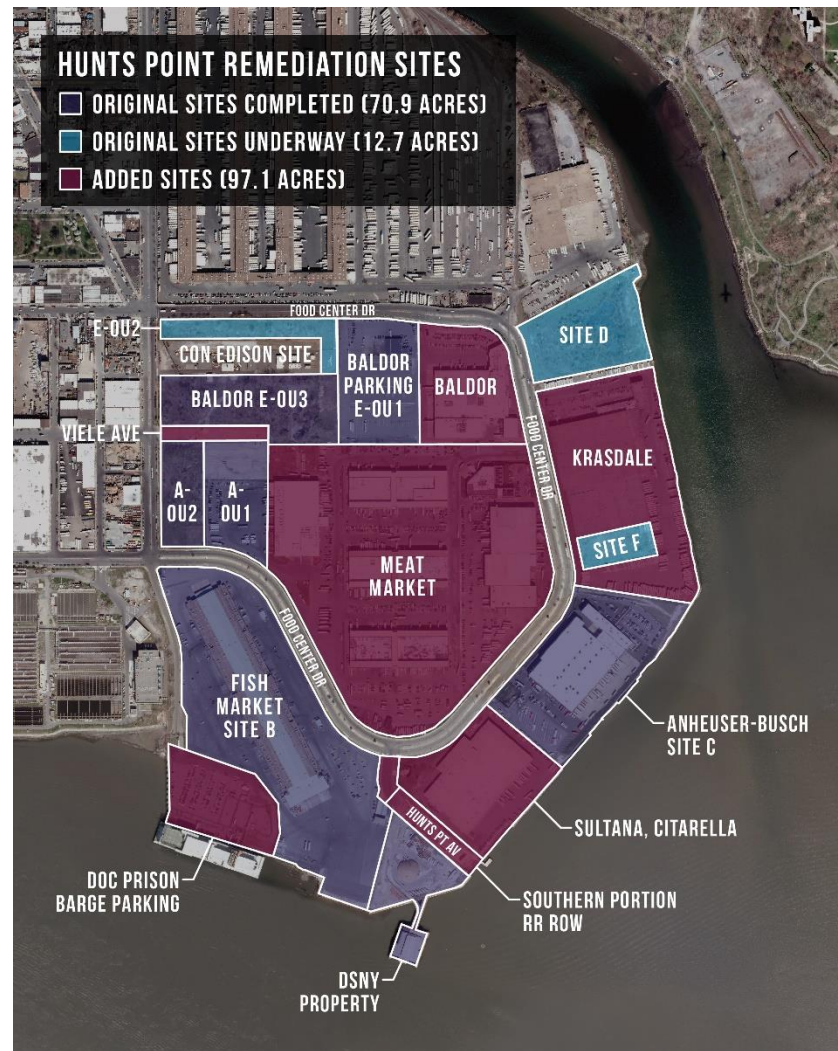 HUNTS POINT REMEDIATION SITES
ORIGINAL SITES COMPLETED (70.9 ACRES)
ORIGINAL SITES UNDERWAY (12.7 ACRES)
ADDED SITES (97.1 ACRES)
FOOD CENTER DR
E-OU2
CON EDISON SITE
SITE D
BALDOR
PARKING
E-OU1
BALDOR
BALDOR E-OU3
VIELE AVE
FOOD CENTER DR
KRASDALE
A-
OU2
A-
OU1
SITE F
MEAT
MARKET
FOOD CENTER DR
FISH
MARKET
SITE B
ANHEUSER-BUSCH
SITE C
HUNTS PT AV
SULTANA, CITARELLA
DOC PRISON
BARGE PARKING
SOUTHERN PORTION
RR ROW
DSNY
PROPERTY